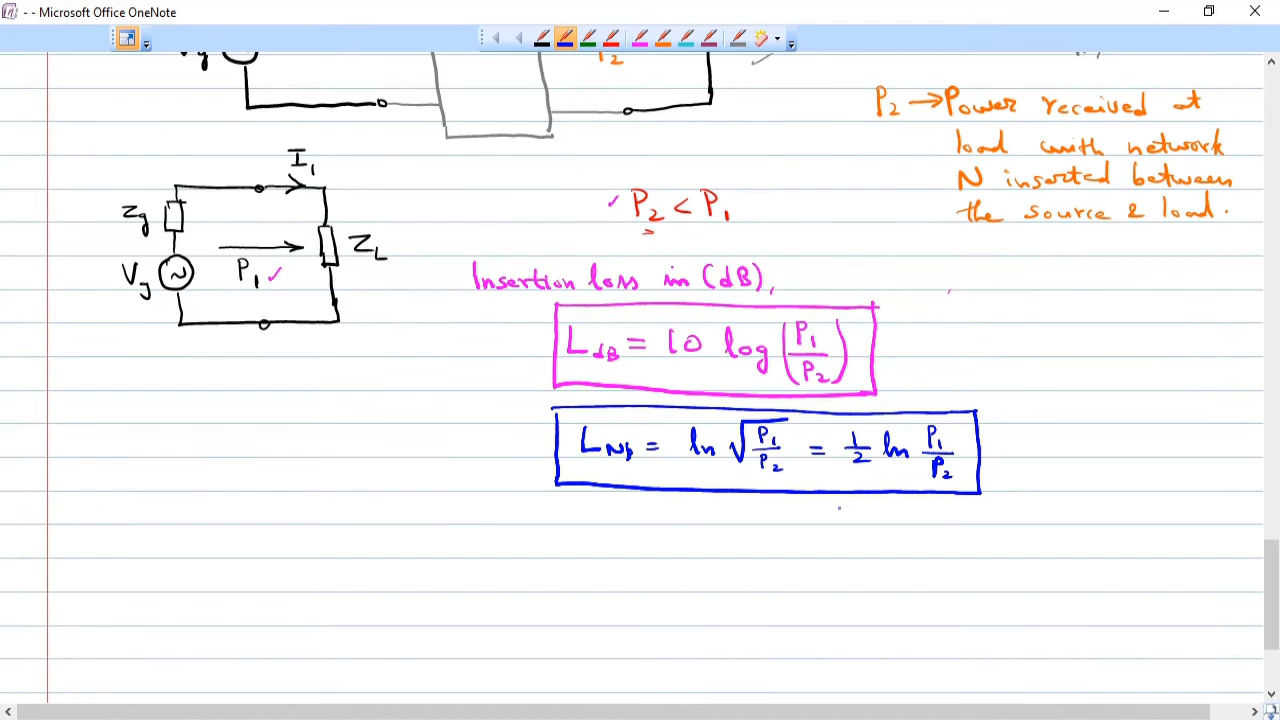 - - Microsoft Office OneNote
P2
P2 → Power received at
load with network
N inserted between
the source & load.
I1
Zg
ZL
Vg
P1 ✓
✓ P2 < P1
Insertion loss in (dB),
LdB = 10 log (P1/P2)
LNp = ln √(P1/P2) = 1/2 ln P1/P2